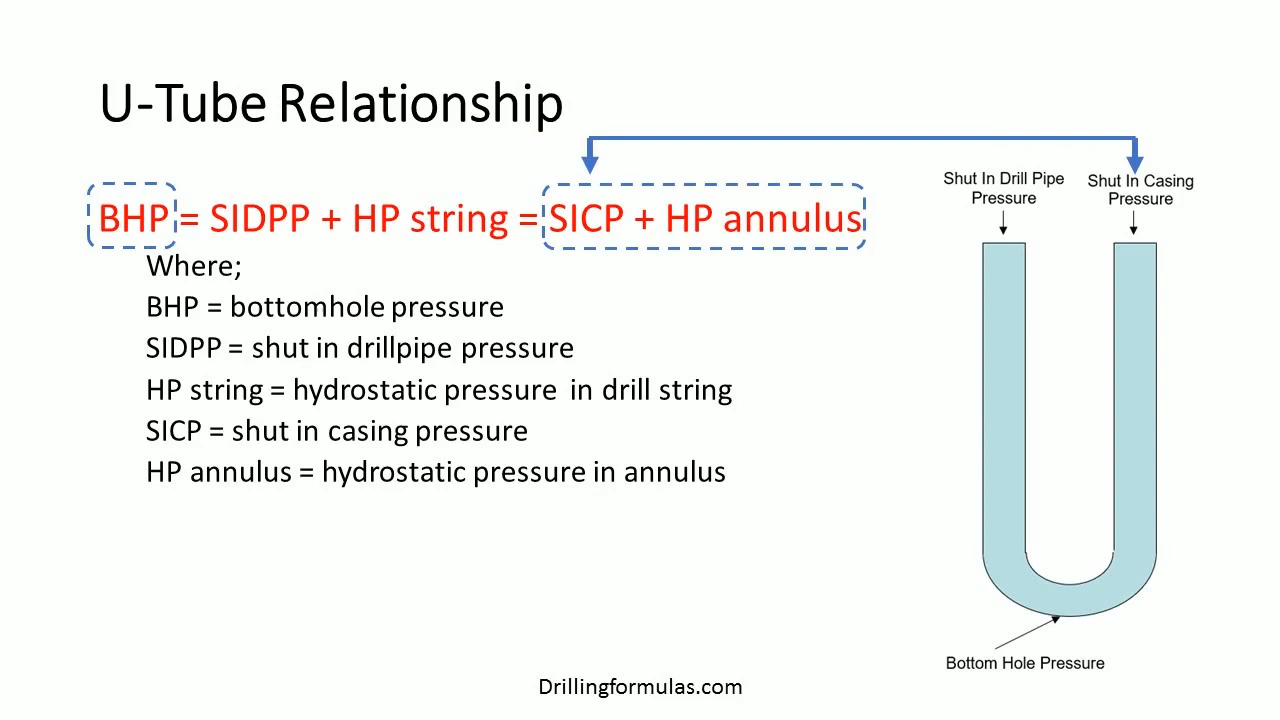 U-Tube Relationship
BHP = SIDPP + HP string = SICP + HP annulus
Where;
BHP = bottomhole pressure
SIDPP = shut in drillpipe pressure
HP string = hydrostatic pressure in drill string
SICP = shut in casing pressure
HP annulus = hydrostatic pressure in annulus
Shut In Drill Pipe
Pressure
Shut In Casing
Pressure
Bottom Hole Pressure
Drillingformulas.com